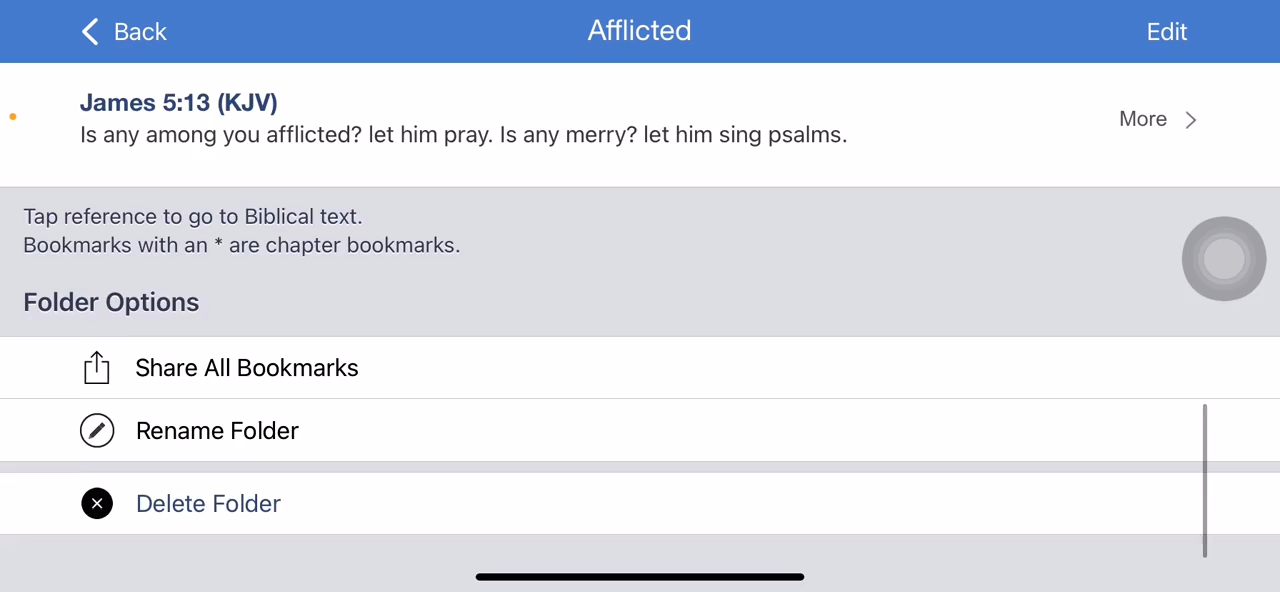 Back
Afflicted
Edit
James 5:13 (KJV)
Is any among you afflicted? let him pray. Is any merry? let him sing psalms.
More
Tap reference to go to Biblical text.
Bookmarks with an * are chapter bookmarks.
Folder Options
Share All Bookmarks
Rename Folder
Delete Folder